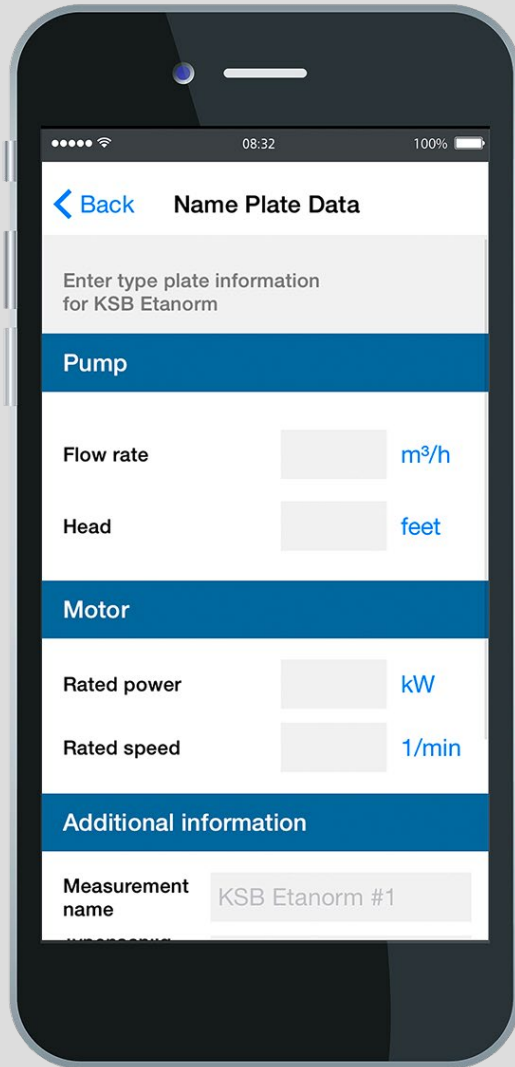 08:32
100%
Back
Name Plate Data
Enter type plate information
for KSB Etanorm
Pump
Flow rate
m³/h
Head
feet
Motor
Rated power
kW
Rated speed
1/min
Additional information
Measurement
name
KSB Etanorm #1